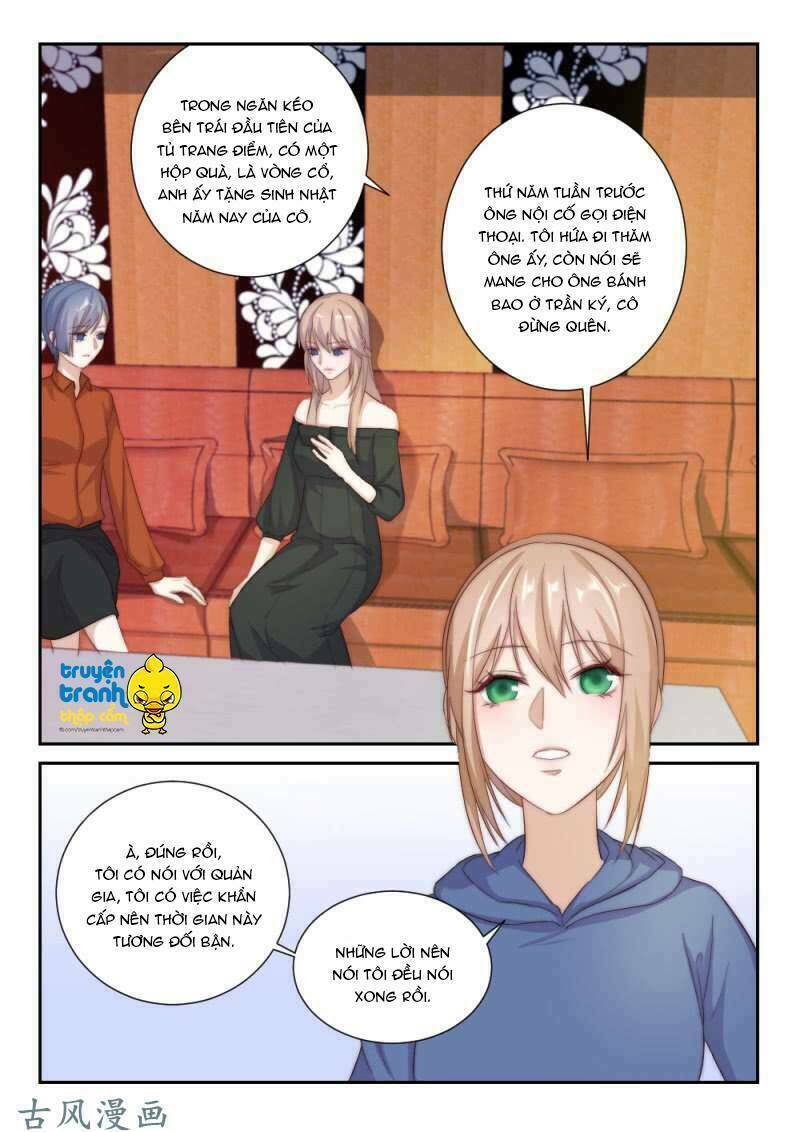 TRONG NGĂN KÉO
BÊN TRÁI ĐẦU TIÊN CỦA
TỦ TRANG ĐIỂM, CÓ MỘT
HỘP QUÀ, LÀ VÒNG CỔ,
ANH ẤY TẶNG SINH NHẬT
NĂM NAY CỦA CÔ.
THỨ NĂM TUẦN TRƯỚC
ÔNG NỘI CỐ GỌI ĐIỆN
THOẠI. TÔI HỨA ĐI THĂM
ÔNG ẤY, CÒN NÓI SẼ
MANG CHO ÔNG BÁNH
BAO Ở TRẦN KÝ, CÔ
ĐỪNG QUÊN.
truyện
tranh
thập cẩm
fb.com/truyentranhthapcam
À, ĐÚNG RỒI,
TÔI CÓ NÓI VỚI QUẢN
GIA, TÔI CÓ VIỆC KHẨN
CẤP NÊN THỜI GIAN NÀY
TƯƠNG ĐỐI BẬN.
NHỮNG LỜI NÊN
NÓI TÔI ĐỀU NÓI
XONG RỒI.
古风漫画